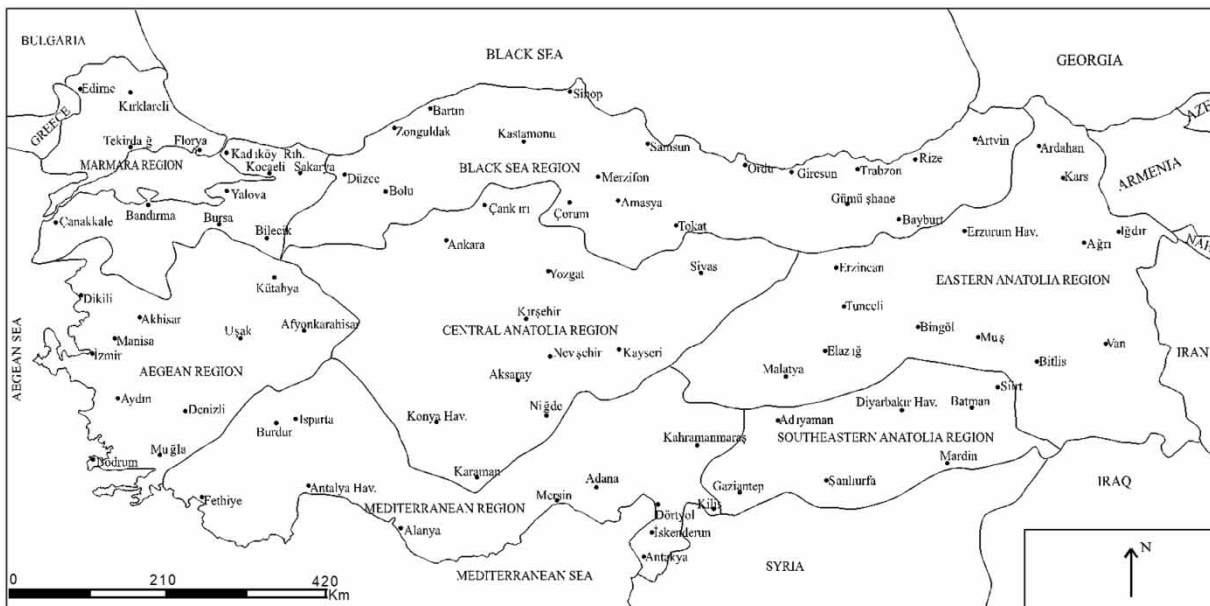 BULGARIA
BLACK SEA
GEORGIA
Edirne
Kırklareli
GREECE
Sinop
Bartın
Zonguldak
Kastamonu
Samsun
Artvin
Ardahan
AZE
Tekirdağ
Florya
MARMARA REGION
Kadıköy Rıh.
Kocaeli
Sakarya
Düzce
Bolu
BLACK SEA REGION
Merzifon
Ordu
Giresun
Trabzon
Rize
Kars
ARMENIA
Yalova
Çanakkale
Bandırma
Bursa
Bilecik
Çankırı
Çorum
Amasya
Tokat
Gümüşhane
Bayburt
Erzurum Hav.
Ağrı
Iğdır
NAH
Ankara
Yozgat
Sivas
Erzincan
EASTERN ANATOLIA REGION
Kütahya
Dikili
Akhisar
Manisa
Uşak
Afyonkarahisar
Kırşehir
CENTRAL ANATOLIA REGION
Tunceli
Bingöl
Muş
Van
İzmir
AEGEAN SEA
AEGEAN REGION
Nevşehir
Kayseri
Elazığ
Bitlis
IRAN
Aksaray
Malatya
Siirt
Aydın
Denizli
Burdur
Isparta
Konya Hav.
Niğde
Adıyaman
Diyarbakır Hav.
Batman
SOUTHEASTERN ANATOLIA REGION
Kahramanmaraş
Mardin
Bodrum
Muğla
Karaman
Adana
Gaziantep
Şanlıurfa
IRAQ
Fethiye
Antalya Hav.
MEDITERRANEAN REGION
Mersin
Kilis
Dörtyol
Alanya
İskenderun
Antakya
MEDITERRANEAN SEA
SYRIA
N
0 210 420
Km